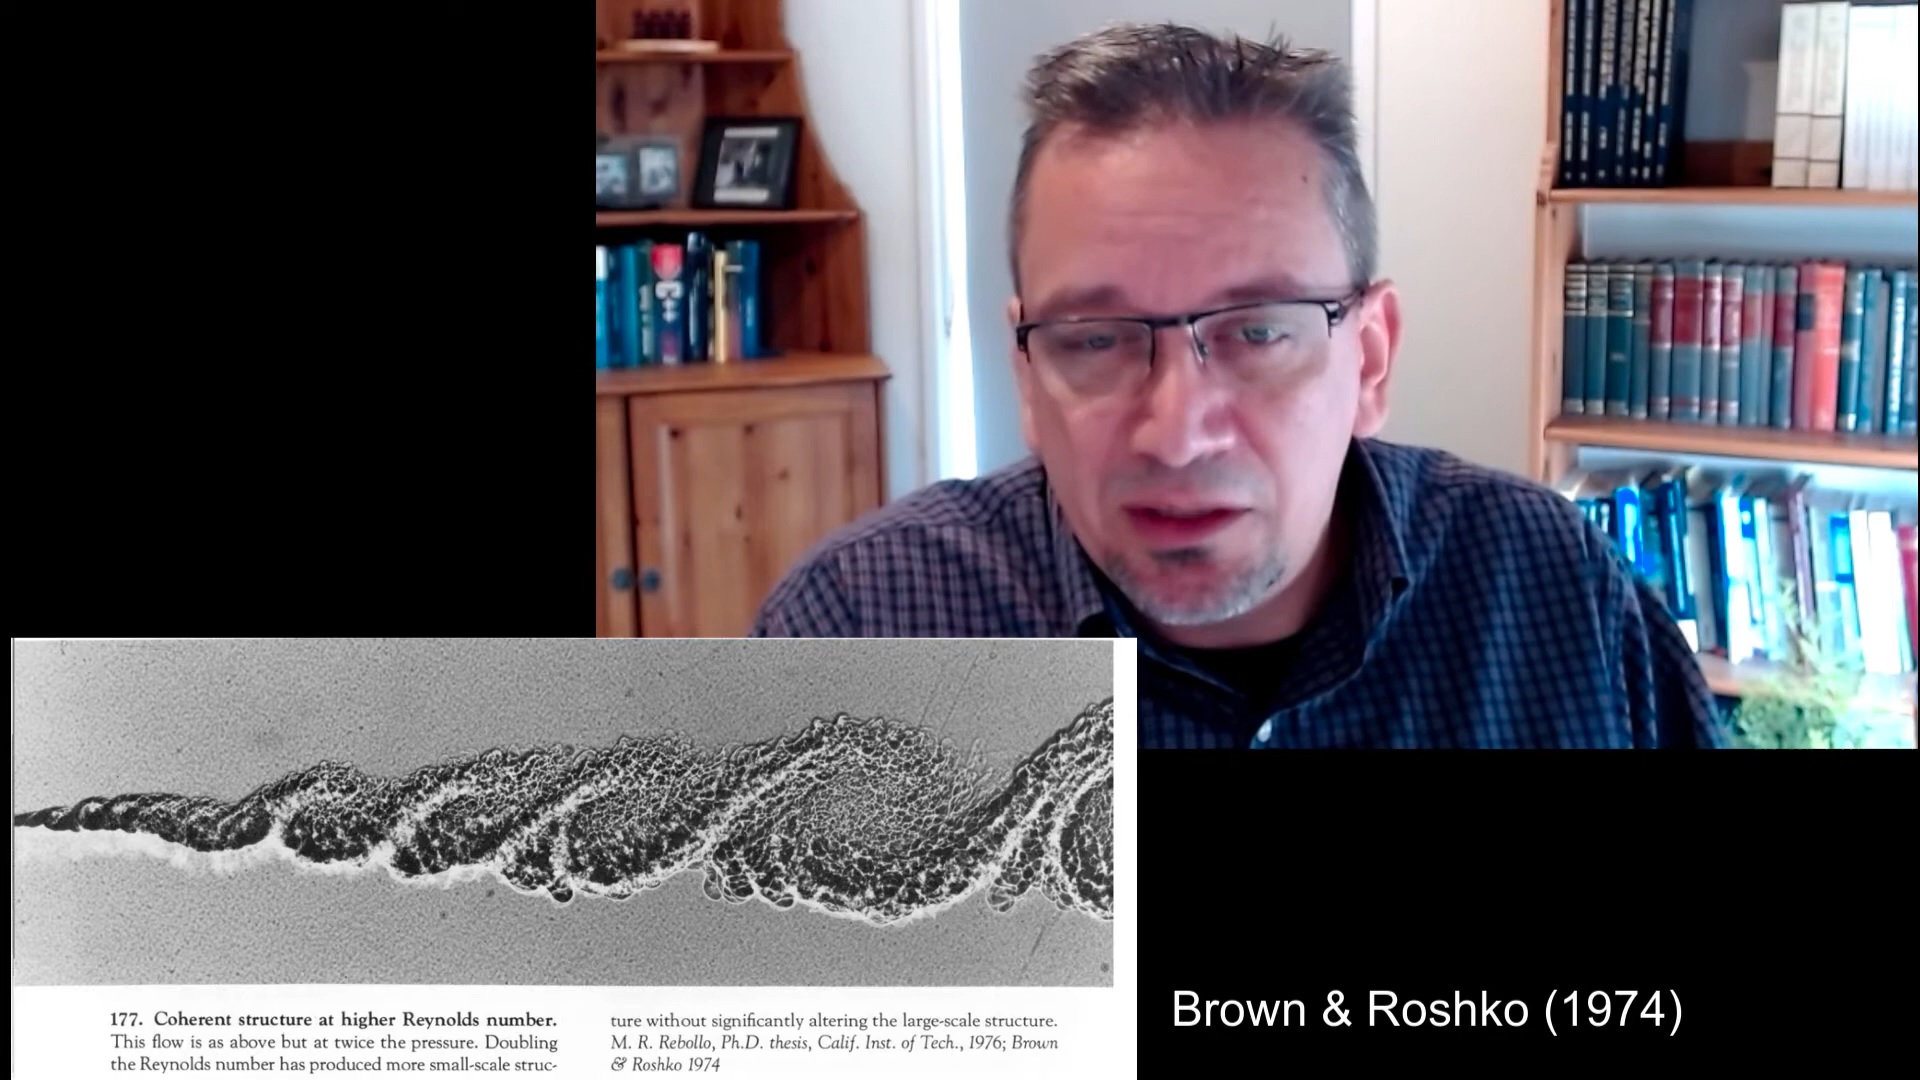 177. Coherent structure at higher Reynolds number.
This flow is as above but at twice the pressure. Doubling
the Reynolds number has produced more small-scale struc-
ture without significantly altering the large-scale structure.
M. R. Rebollo, Ph.D. thesis, Calif. Inst. of Tech., 1976; Brown
& Roshko 1974
Brown & Roshko (1974)